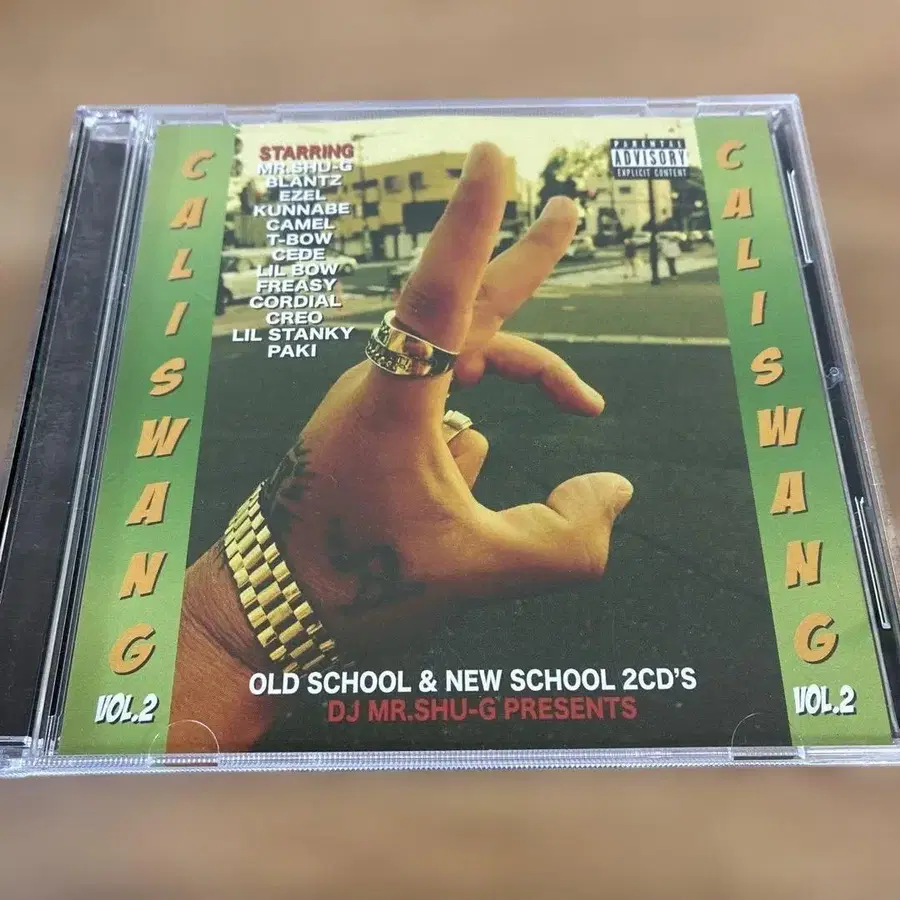 CALISWANG
VOL.2
STARRING
MR.SHU-G
BLANTZ
EZEL
KUNNABE
CAMEL
T-BOW
CEDE
LIL BOW
FREASY
CORDIAL
CREO
LIL STANKY
PAKI
PARENTAL
ADVISORY
EXPLICIT CONTENT
OLD SCHOOL & NEW SCHOOL 2CD'S
DJ MR.SHU-G PRESENTS
CALISWANG
VOL.2